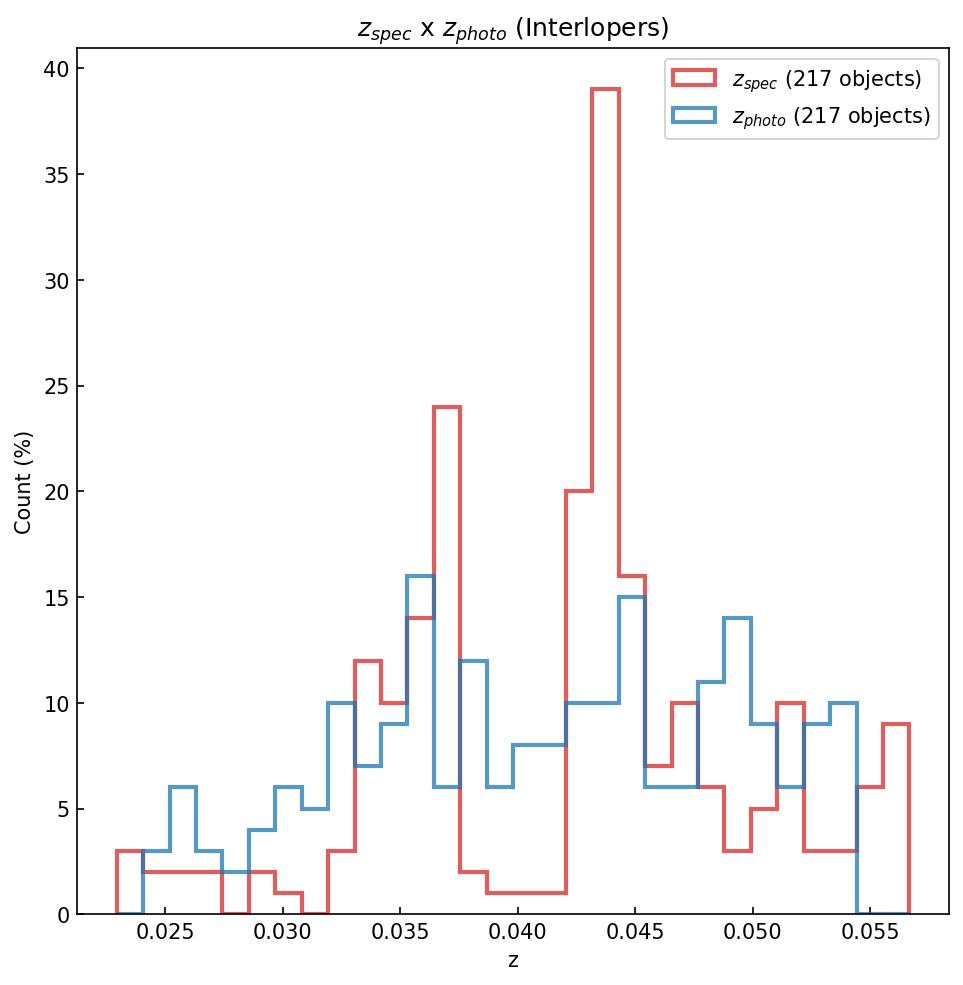 z_spec x z_photo (Interlopers)
z_spec (217 objects)
z_photo (217 objects)
Count (%)
40
35
30
25
20
15
10
5
0
0.025 0.030 0.035 0.040 0.045 0.050 0.055
z